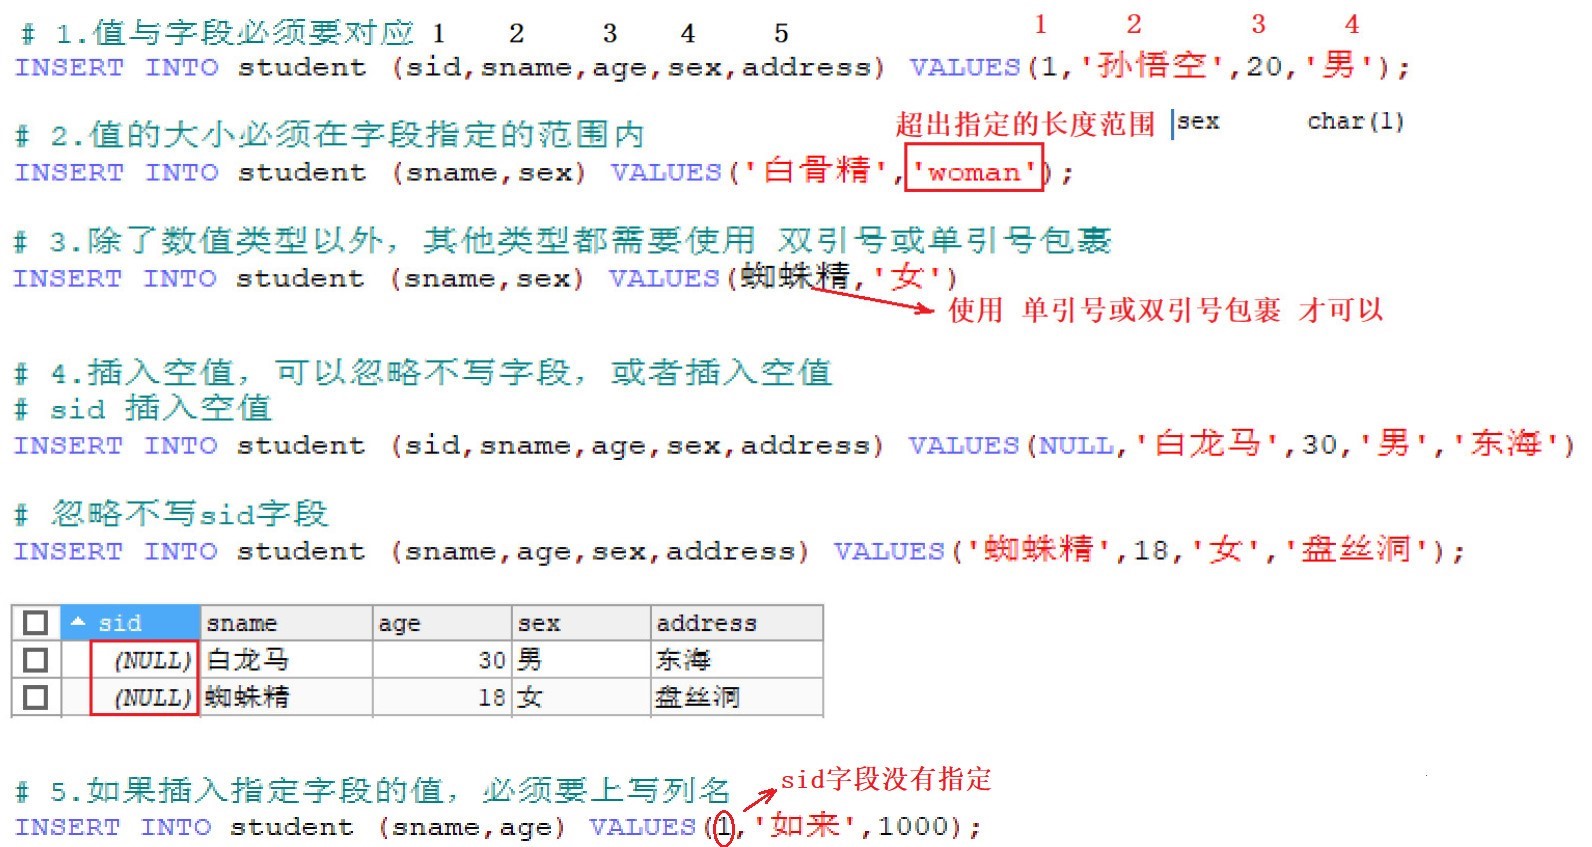 # 1.值与字段必须要对应 1 2 3 4 5 1 2 3 4
INSERT INTO student (sid,sname,age,sex,address) VALUES(1,'孙悟空',20,'男');
# 2.值的大小必须在字段指定的范围内 超出指定的长度范围 sex char(1)
INSERT INTO student (sname,sex) VALUES('白骨精','woman');
# 3.除了数值类型以外，其他类型都需要使用 双引号或单引号包裹
INSERT INTO student (sname,sex) VALUES(蜘蛛精,'女')
使用 单引号或双引号包裹 才可以
# 4.插入空值，可以忽略不写字段，或者插入空值
# sid 插入空值
INSERT INTO student (sid,sname,age,sex,address) VALUES(NULL,'白龙马',30,'男','东海')
# 忽略不写sid字段
INSERT INTO student (sname,age,sex,address) VALUES('蜘蛛精',18,'女','盘丝洞');
sid sname age sex address
(NULL) 白龙马 30 男 东海
(NULL) 蜘蛛精 18 女 盘丝洞
sid字段没有指定
# 5.如果插入指定字段的值，必须要上写列名
INSERT INTO student (sname,age) VALUES(1,'如来',1000);